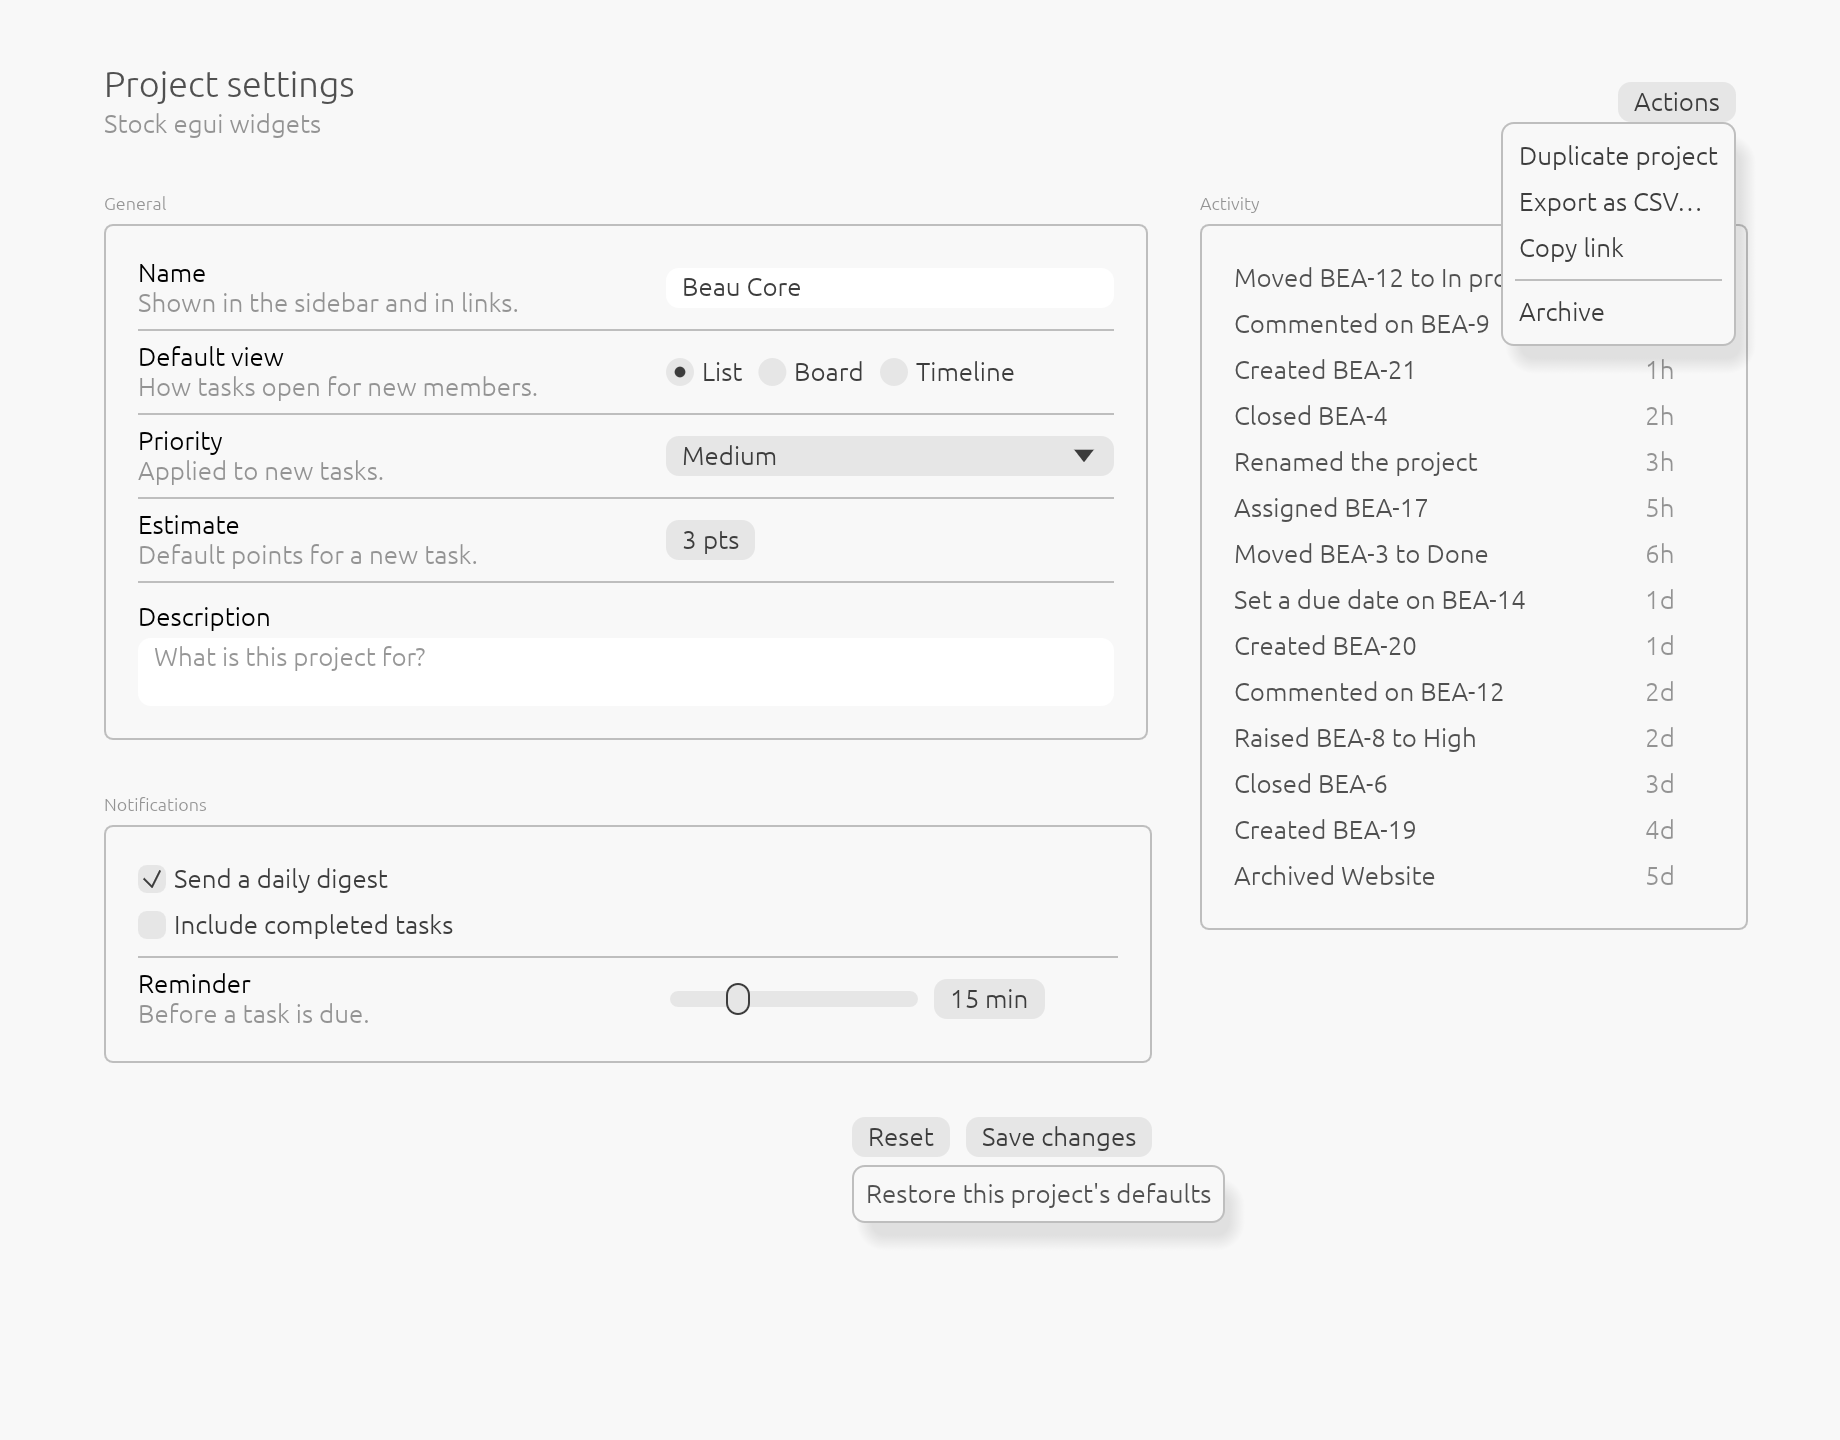 Project settings
Stock egui widgets
Actions
Duplicate project
Export as CSV…
Copy link
Archive
General
Name
Shown in the sidebar and in links.
Beau Core
Default view
How tasks open for new members.
List
Board
Timeline
Priority
Applied to new tasks.
Medium
Estimate
Default points for a new task.
3 pts
Description
What is this project for?
Notifications
Send a daily digest
Include completed tasks
Reminder
Before a task is due.
15 min
Reset
Save changes
Restore this project's defaults
Activity
Moved BEA-12 to In
Commented on BEA-9
Created BEA-21 1h
Closed BEA-4 2h
Renamed the project 3h
Assigned BEA-17 5h
Moved BEA-3 to Done 6h
Set a due date on BEA-14 1d
Created BEA-20 1d
Commented on BEA-12 2d
Raised BEA-8 to High 2d
Closed BEA-6 3d
Created BEA-19 4d
Archived Website 5d